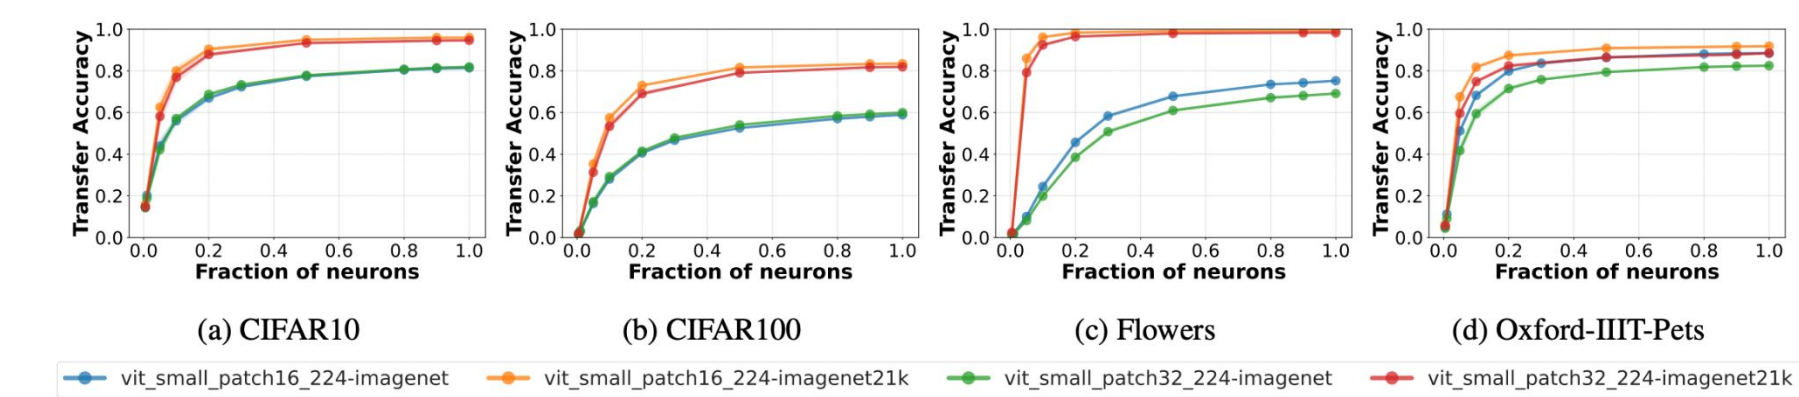 Transfer Accuracy
1.0
0.8
0.6
0.4
0.2
0.0
0.0 0.2 0.4 0.6 0.8 1.0
Fraction of neurons
(a) CIFAR10
Transfer Accuracy
1.0
0.8
0.6
0.4
0.2
0.0
0.0 0.2 0.4 0.6 0.8 1.0
Fraction of neurons
(b) CIFAR100
Transfer Accuracy
1.0
0.8
0.6
0.4
0.2
0.0
0.0 0.2 0.4 0.6 0.8 1.0
Fraction of neurons
(c) Flowers
Transfer Accuracy
1.0
0.8
0.6
0.4
0.2
0.0
0.0 0.2 0.4 0.6 0.8 1.0
Fraction of neurons
(d) Oxford-IIIT-Pets
vit_small_patch16_224-imagenet vit_small_patch16_224-imagenet21k vit_small_patch32_224-imagenet vit_small_patch32_224-imagenet21k